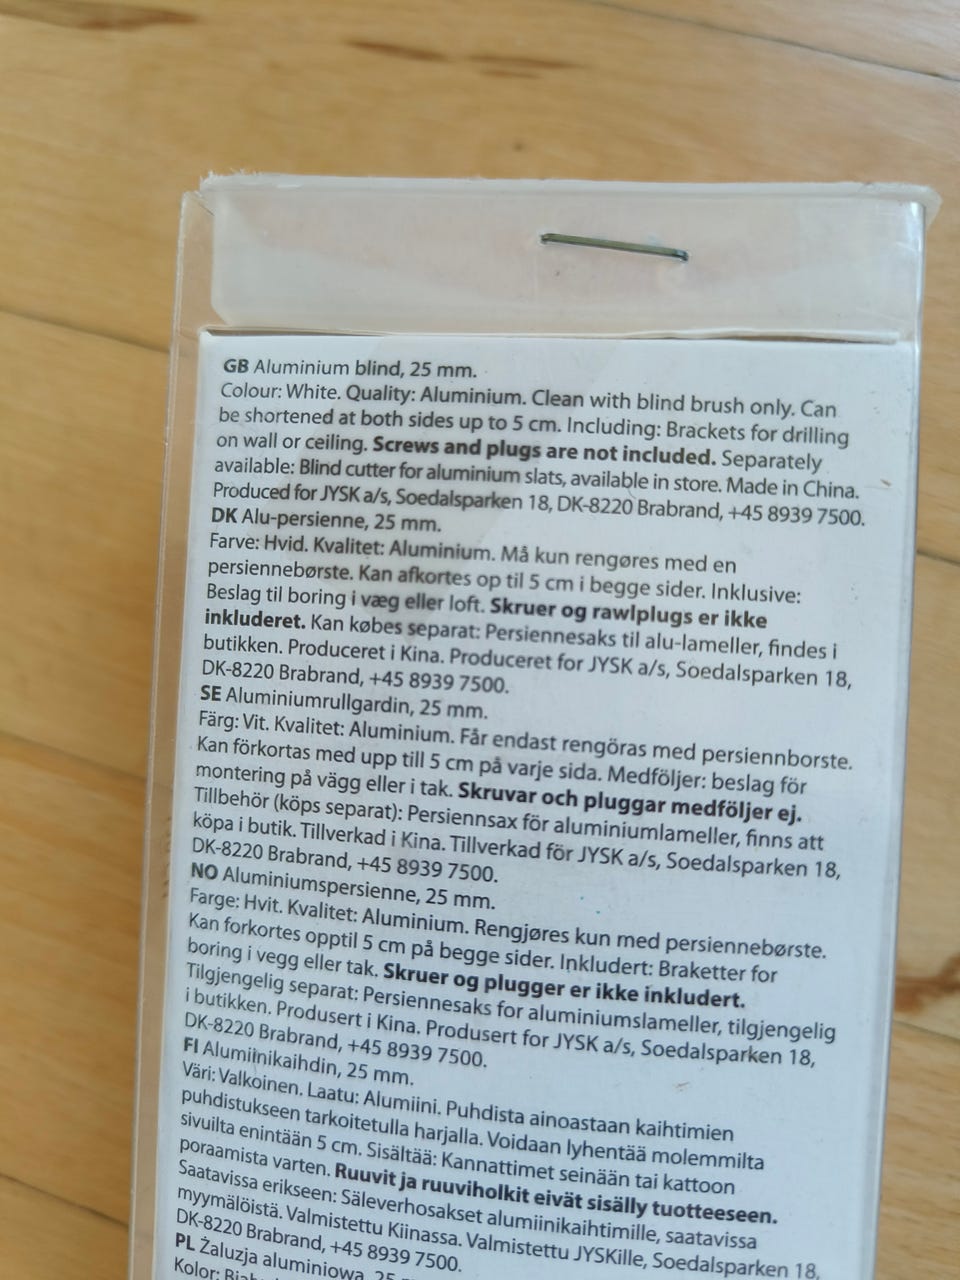 GB Aluminium blind, 25 mm.
Colour: White. Quality: Aluminium. Clean with blind brush only. Can
be shortened at both sides up to 5 cm. Including: Brackets for drilling
on wall or ceiling. Screws and plugs are not included. Separately
available: Blind cutter for aluminium slats, available in store. Made in China.
Produced for JYSK a/s, Soedalsparken 18, DK-8220 Brabrand, +45 8939 7500.
DK Alu-persienne, 25 mm.
Farve: Hvid. Kvalitet: Aluminium. Må kun rengøres med en
persiennebørste. Kan afkortes op til 5 cm i begge sider. Inklusive:
Beslag til boring i væg eller loft. Skruer og rawlplugs er ikke
inkluderet. Kan købes separat: Persiennesaks til alu-lameller, findes i
butikken. Produceret i Kina. Produceret for JYSK a/s, Soedalsparken 18,
DK-8220 Brabrand, +45 8939 7500.
SE Aluminiumrullgardin, 25 mm.
Färg: Vit. Kvalitet: Aluminium. Får endast rengöras med persiennborste.
Kan förkortas med upp till 5 cm på varje sida. Medföljer: beslag för
montering på vägg eller i tak. Skruvar och pluggar medföljer ej.
Tillbehör (köps separat): Persiennsax för aluminiumlameller, finns att
köpa i butik. Tillverkad i Kina. Tillverkad för JYSK a/s, Soedalsparken 18,
DK-8220 Brabrand, +45 8939 7500.
NO Aluminiumspersienne, 25 mm.
Farge: Hvit. Kvalitet: Aluminium. Rengjøres kun med persiennebørste.
Kan forkortes opptil 5 cm på begge sider. Inkludert: Braketter for
boring i vegg eller tak. Skruer og plugger er ikke inkludert.
Tilgjengelig separat: Persiennesaks for aluminiumslameller, tilgjengelig
i butikken. Produsert i Kina. Produsert for JYSK a/s, Soedalsparken 18,
DK-8220 Brabrand, +45 8939 7500.
FI Alumiinikaihdin, 25 mm.
Väri: Valkoinen. Laatu: Alumiini. Puhdista ainoastaan kaihtimien
puhdistukseen tarkoitetulla harjalla. Voidaan lyhentää molemmilta
sivuilta enintään 5 cm. Sisältää: Kannattimet seinään tai kattoon
poraamista varten. Ruuvit ja ruuviholkit eivät sisälly tuotteeseen.
Saatavissa erikseen: Säleverhosakset alumiinikaihtimille, saatavissa
myymälöistä. Valmistettu Kiinassa. Valmistettu JYSKille, Soedalsparken 18,
DK-8220 Brabrand, +45 8939 7500.
PL Żaluzja aluminiowa, 25
Kolor: